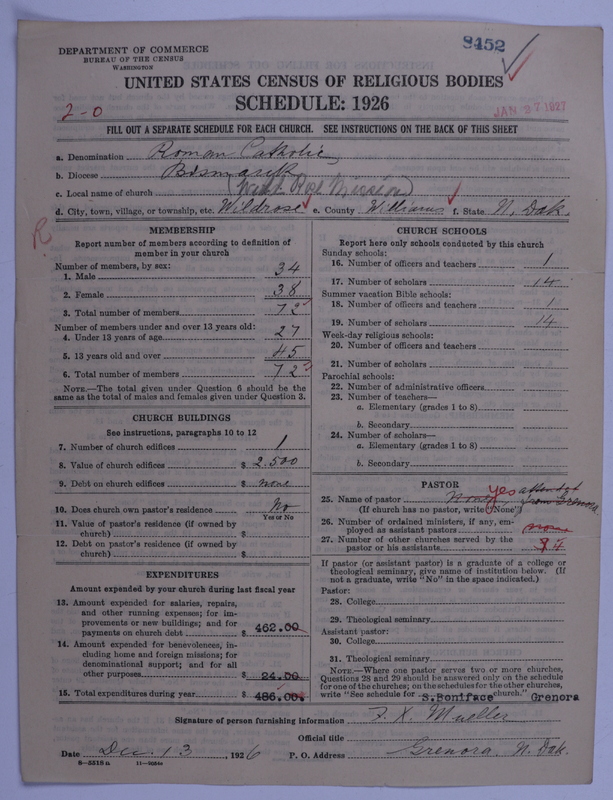 8452
DEPARTMENT OF COMMERCE
BUREAU OF THE CENSUS
WASHINGTON
UNITED STATES CENSUS OF RELIGIOUS BODIES
SCHEDULE: 1926
2-0
JAN 27 1927
FILL OUT A SEPARATE SCHEDULE FOR EACH CHURCH. SEE INSTRUCTIONS ON THE BACK OF THIS SHEET
a. Denomination Roman Catholic
b. Diocese Bismarck
c. Local name of church (Mission)
d. City, town, village, or township, etc. Wildrose e. County Williams f. State N. Dak.
R
MEMBERSHIP
Report number of members according to definition of
member in your church
Number of members, by sex:
1. Male 34
2. Female 38
3. Total number of members 72
Number of members under and over 13 years old:
4. Under 13 years of age 27
5. 13 years old and over 45
6. Total number of members 72
NOTE.—The total given under Question 6 should be the
same as the total of males and females given under Question 3.
CHURCH BUILDINGS
See instructions, paragraphs 10 to 12
7. Number of church edifices 1
8. Value of church edifices $ 2.500
9. Debt on church edifices $ none
10. Does church own pastor's residence? No
Yes or No
11. Value of pastor's residence (if owned by
church) $
12. Debt on pastor's residence (if owned by
church) $
EXPENDITURES
Amount expended by your church during last fiscal year
13. Amount expended for salaries, repairs,
and other running expenses; for im-
provements or new buildings; and for
payments on church debt $ 462.00
14. Amount expended for benevolences, in-
cluding home and foreign missions; for
denominational support; and for all
other purposes $ 24.00
15. Total expenditures during year $ 486.00
CHURCH SCHOOLS
Report here only schools conducted by this church
Sunday schools:
16. Number of officers and teachers 1
17. Number of scholars 14
Summer vacation Bible schools:
18. Number of officers and teachers 1
19. Number of scholars 14
Week-day religious schools:
20. Number of officers and teachers
21. Number of scholars
Parochial schools:
22. Number of administrative officers
23. Number of teachers—
a. Elementary (grades 1 to 8)
b. Secondary
24. Number of scholars—
a. Elementary (grades 1 to 8)
b. Secondary
PASTOR
25. Name of pastor None yes attended from Grenora
(If church has no pastor, write "None")
26. Number of ordained ministers, if any, em-
ployed as assistant pastors none
27. Number of other churches served by the
pastor or his assistants 4
If pastor (or assistant pastor) is a graduate of a college or
theological seminary, give name of institution below. (If
not a graduate, write "No" in the space indicated.)
Pastor:
28. College
29. Theological seminary
Assistant pastor:
30. College
31. Theological seminary
NOTE.—Where one pastor serves two or more churches,
Questions 28 and 29 should be answered only on the schedule
for one of the churches; on the schedules for the other churches,
write "See schedule for S.Boniface church." Grenora
Signature of person furnishing information F. X. Mueller
Official title
Date Dec. 13, 1926 P. O. Address Grenora. N. Dak.
8—5518 a